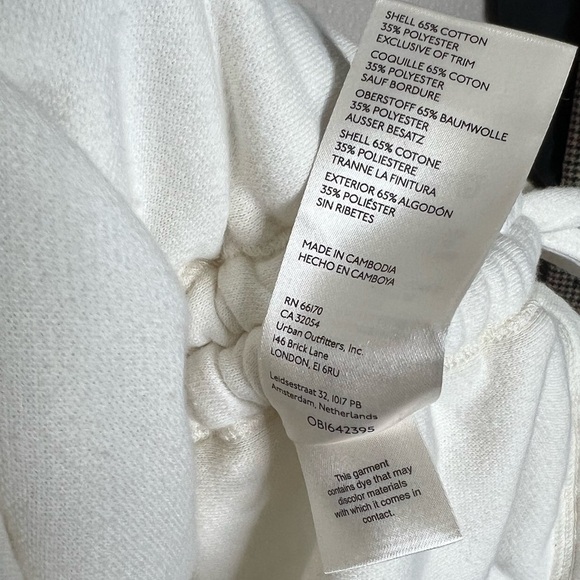 SHELL 65% COTTON
35% POLYESTER
EXCLUSIVE OF TRIM
COQUILLE 65% COTON
35% POLYESTER
SAUF BORDURE
OBERSTOFF 65% BAUMWOLLE
35% POLYESTER
AUSSER BESATZ
SHELL 65% COTONE
35% POLIESTERE
TRANNE LA FINITURA
EXTERIOR 65% ALGODÓN
35% POLIÉSTER
SIN RIBETES
MADE IN CAMBODIA
HECHO EN CAMBOYA
RN 66170
CA 32054
Urban Outfitters, Inc.
146 Brick Lane
LONDON, E1 6RU
Leidsestraat 32, 1017 PB
Amsterdam, Netherlands
OB1642395
This garment
contains dye that may
discolor materials
with which it comes in
contact.